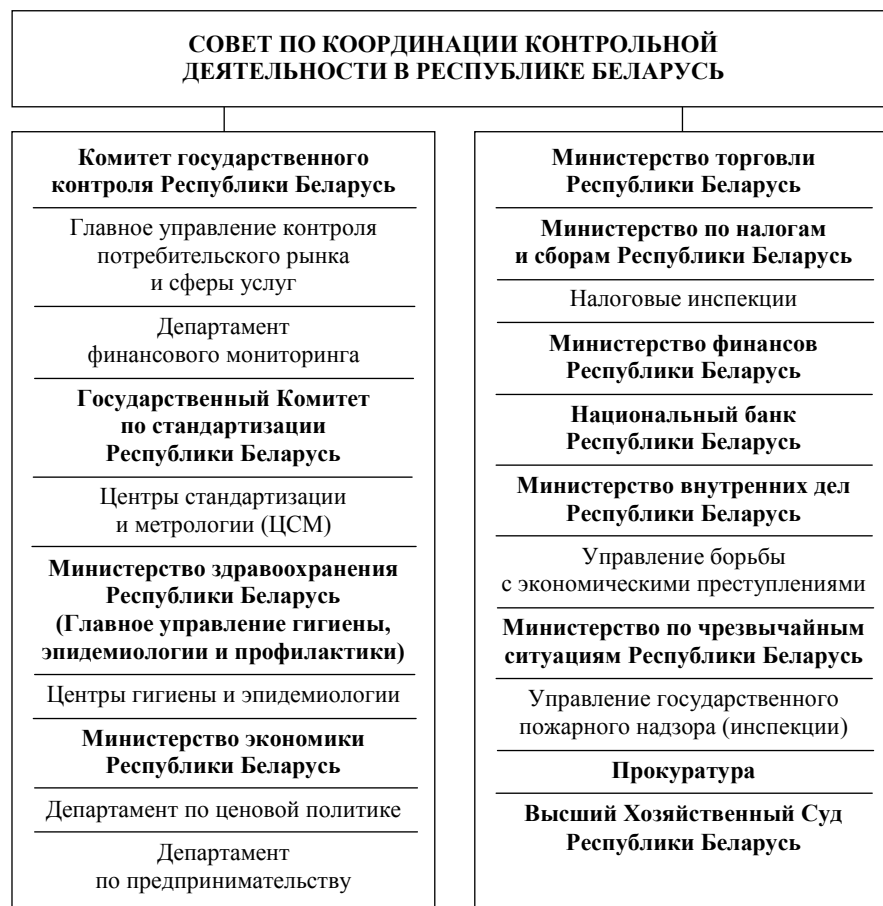 СОВЕТ ПО КООРДИНАЦИИ КОНТРОЛЬНОЙ
ДЕЯТЕЛЬНОСТИ В РЕСПУБЛИКЕ БЕЛАРУСЬ
Комитет государственного
контроля Республики Беларусь
Главное управление контроля
потребительского рынка
и сферы услуг
Департамент
финансового мониторинга
Государственный Комитет
по стандартизации
Республики Беларусь
Центры стандартизации
и метрологии (ЦСМ)
Министерство здравоохранения
Республики Беларусь
(Главное управление гигиены,
эпидемиологии и профилактики)
Центры гигиены и эпидемиологии
Министерство экономики
Республики Беларусь
Департамент по ценовой политике
Департамент
по предпринимательству
Министерство торговли
Республики Беларусь
Министерство по налогам
и сборам Республики Беларусь
Налоговые инспекции
Министерство финансов
Республики Беларусь
Национальный банк
Республики Беларусь
Министерство внутренних дел
Республики Беларусь
Управление борьбы
с экономическими преступлениями
Министерство по чрезвычайным
ситуациям Республики Беларусь
Управление государственного
пожарного надзора (инспекции)
Прокуратура
Высший Хозяйственный Суд
Республики Беларусь